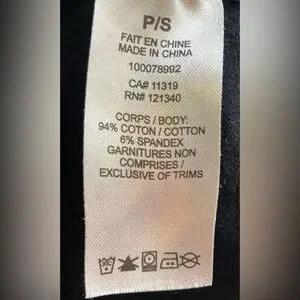 P/S
FAIT EN CHINE
MADE IN CHINA
100078992
CA# 11319
RN# 121340
CORPS / BODY:
94% COTON / COTTON
6% SPANDEX
GARNITURES NON
COMPRISES /
EXCLUSIVE OF TRIMS